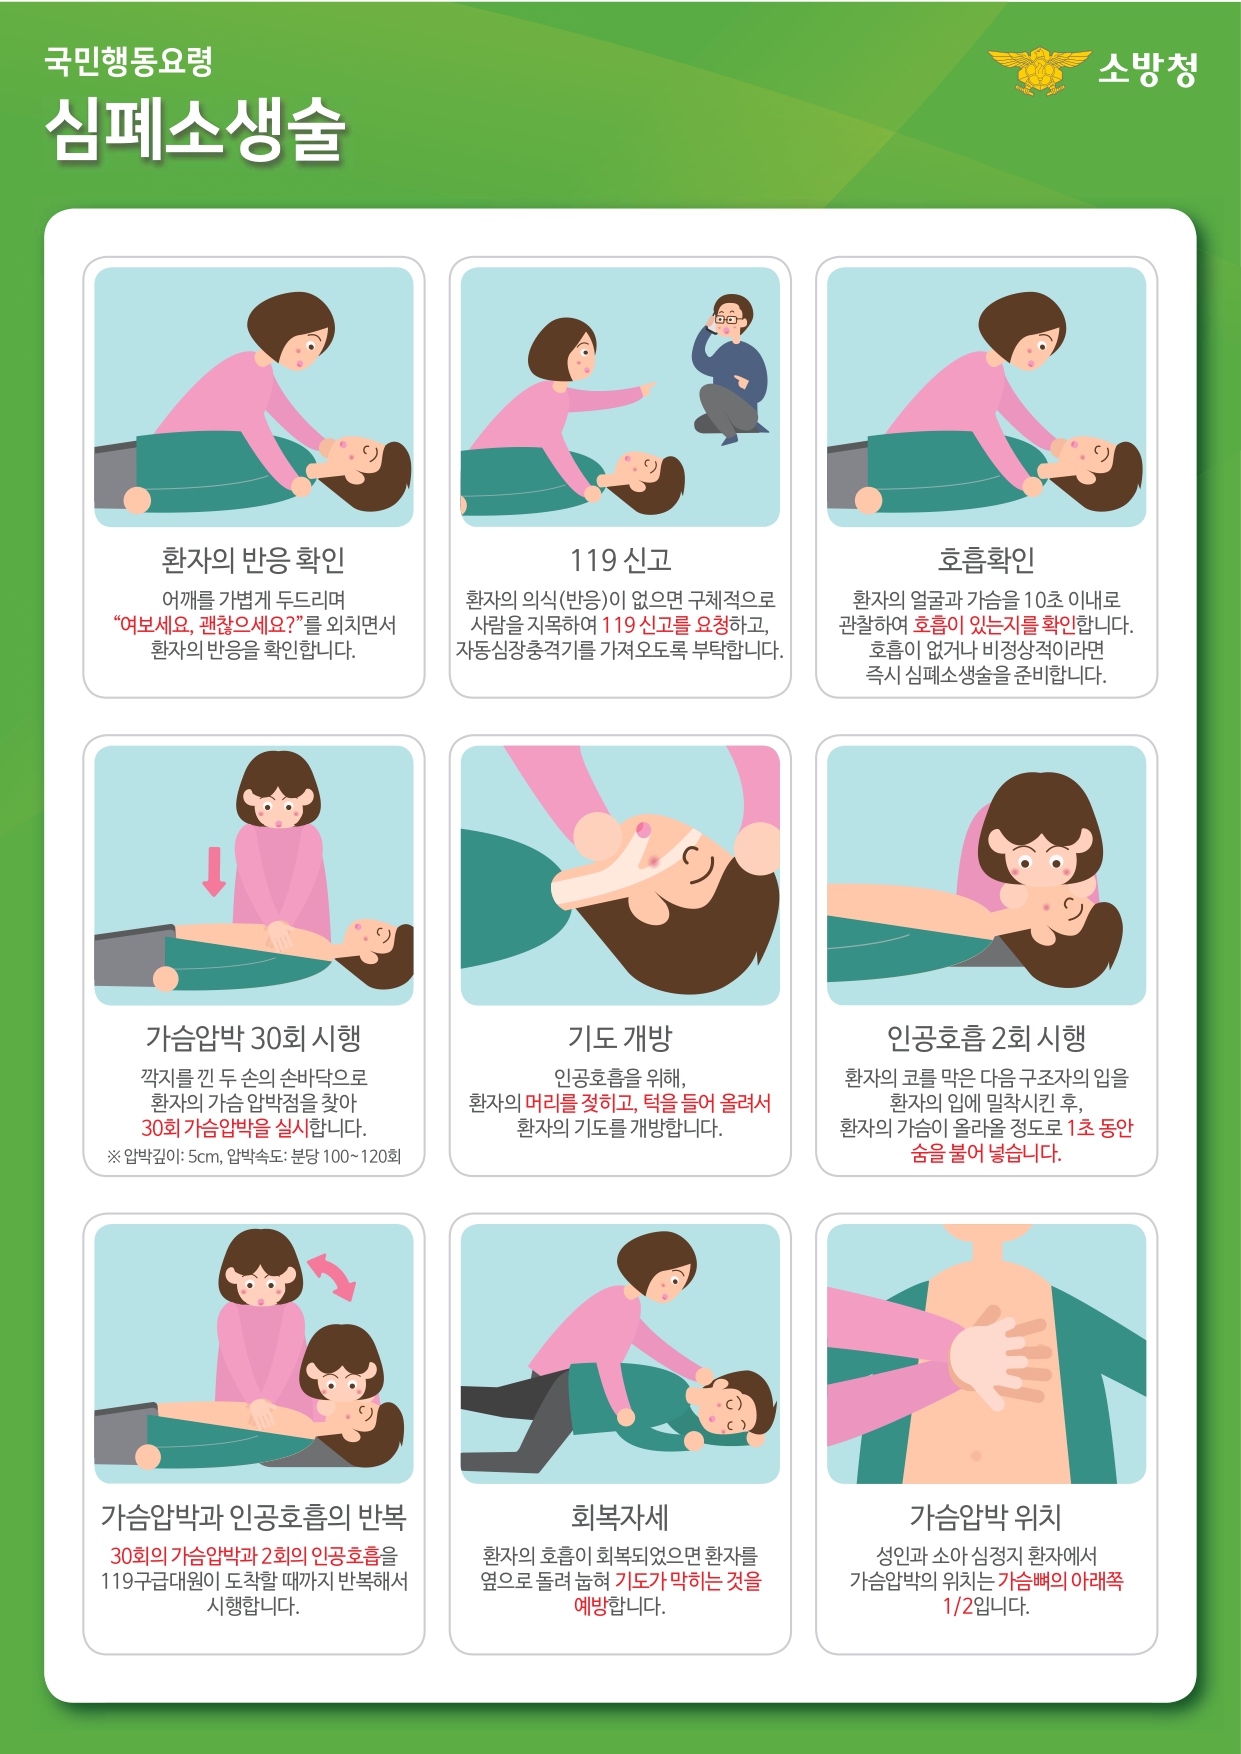 국민행동요령
심폐소생술
소방청
환자의 반응 확인
어깨를 가볍게 두드리며
“여보세요, 괜찮으세요?”를 외치면서
환자의 반응을 확인합니다.
119 신고
환자의 의식(반응)이 없으면 구체적으로
사람을 지목하여 119 신고를 요청하고,
자동심장충격기를 가져오도록 부탁합니다.
호흡확인
환자의 얼굴과 가슴을 10초 이내로
관찰하여 호흡이 있는지를 확인합니다.
호흡이 없거나 비정상적이라면
즉시 심폐소생술을 준비합니다.
가슴압박 30회 시행
깍지를 낀 두 손의 손바닥으로
환자의 가슴 압박점을 찾아
30회 가슴압박을 실시합니다.
※ 압박깊이: 5cm, 압박속도: 분당 100~120회
기도 개방
인공호흡을 위해,
환자의 머리를 젖히고, 턱을 들어 올려서
환자의 기도를 개방합니다.
인공호흡 2회 시행
환자의 코를 막은 다음 구조자의 입을
환자의 입에 밀착시킨 후,
환자의 가슴이 올라올 정도로 1초 동안
숨을 불어 넣습니다.
가슴압박과 인공호흡의 반복
30회의 가슴압박과 2회의 인공호흡을
119구급대원이 도착할 때까지 반복해서
시행합니다.
회복자세
환자의 호흡이 회복되었으면 환자를
옆으로 돌려 눕혀 기도가 막히는 것을
예방합니다.
가슴압박 위치
성인과 소아 심정지 환자에서
가슴압박의 위치는 가슴뼈의 아래쪽
1/2입니다.